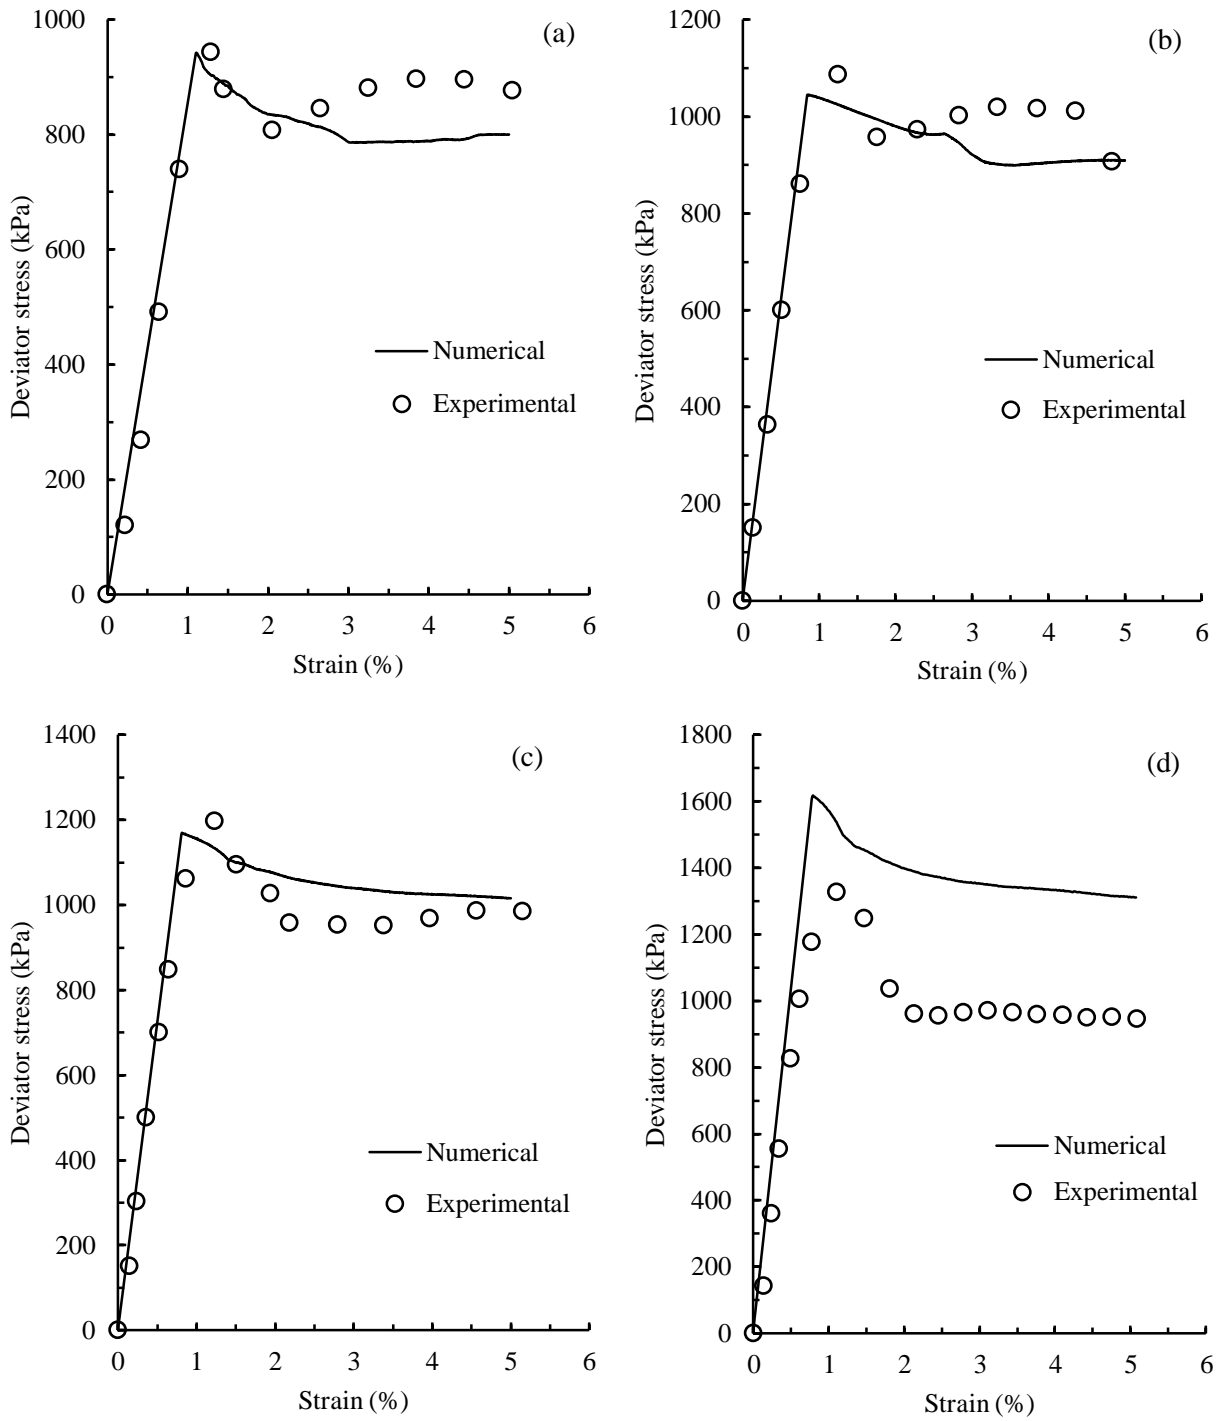 (a)
1000
800
600
400
200
0
Deviator stress (kPa)
Numerical
Experimental
0 1 2 3 4 5 6
Strain (%)
(b)
1200
1000
800
600
400
200
0
Deviator stress (kPa)
Numerical
Experimental
0 1 2 3 4 5 6
Strain (%)
(c)
1400
1200
1000
800
600
400
200
0
Deviator stress (kPa)
Numerical
Experimental
0 1 2 3 4 5 6
Strain (%)
(d)
1800
1600
1400
1200
1000
800
600
400
200
0
Deviator stress (kPa)
Numerical
Experimental
0 1 2 3 4 5 6
Strain (%)